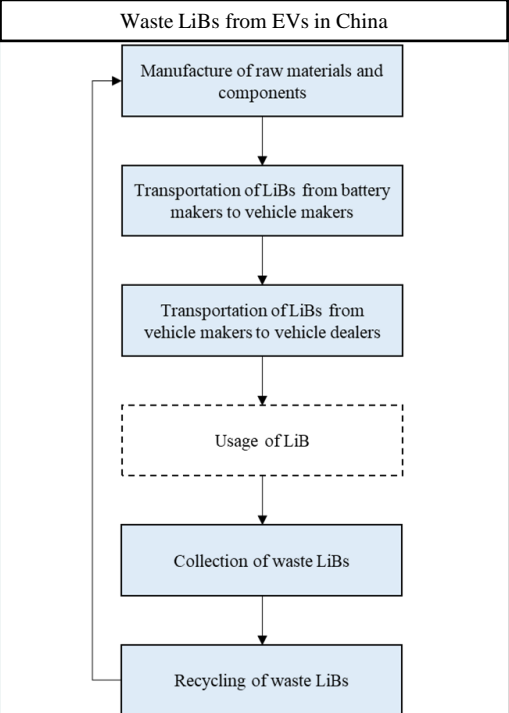 Waste LiBs from EVs in China
Manufacture of raw materials and
components
Transportation of LiBs from battery
makers to vehicle makers
Transportation of LiBs from
vehicle makers to vehicle dealers
Usage of LiB
Collection of waste LiBs
Recycling of waste LiBs